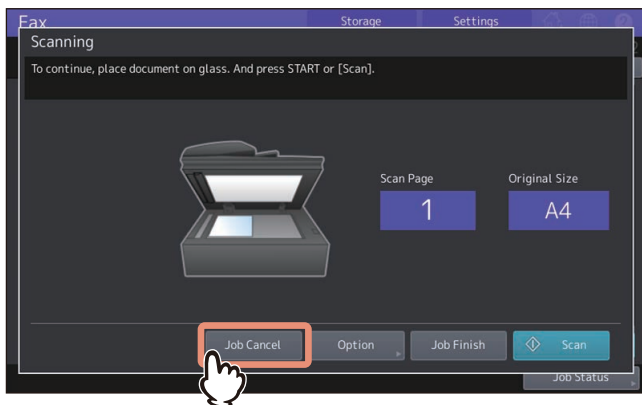 Fax
Storage
Settings
Scanning
To continue, place document on glass. And press START or [Scan].
Scan Page
Original Size
1
A4
Job Cancel
Option
Job Finish
Scan
Job Status